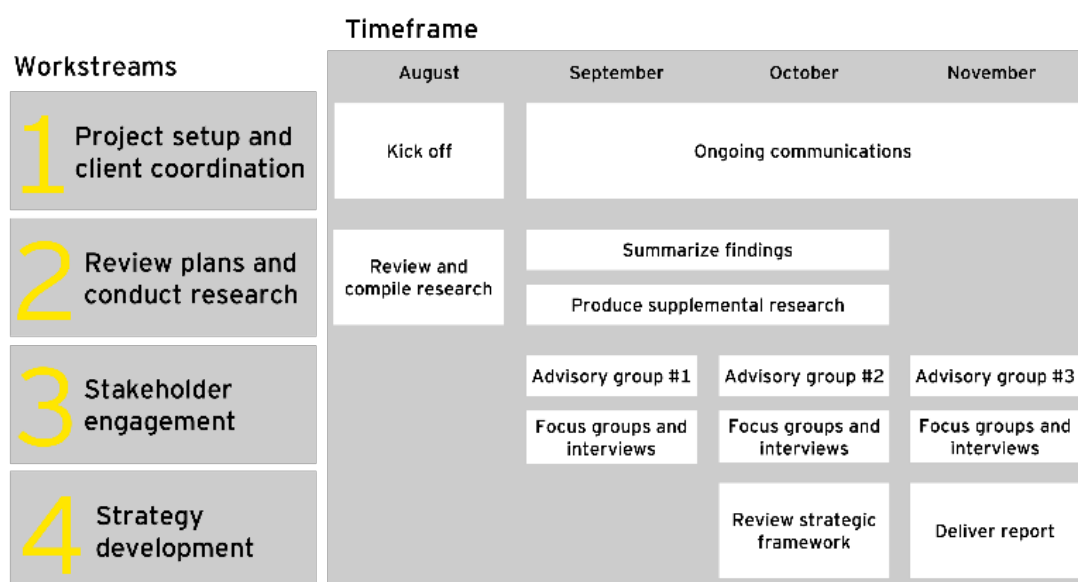 Timeframe
Workstreams
August
September
October
November
1
Project setup and
client coordination
Kick off
Ongoing communications
2
Review plans and
conduct research
Review and
compile research
Summarize findings
Produce supplemental research
3
Stakeholder
engagement
Advisory group #1
Advisory group #2
Advisory group #3
Focus groups and
interviews
Focus groups and
interviews
Focus groups and
interviews
4
Strategy
development
Review strategic
framework
Deliver report